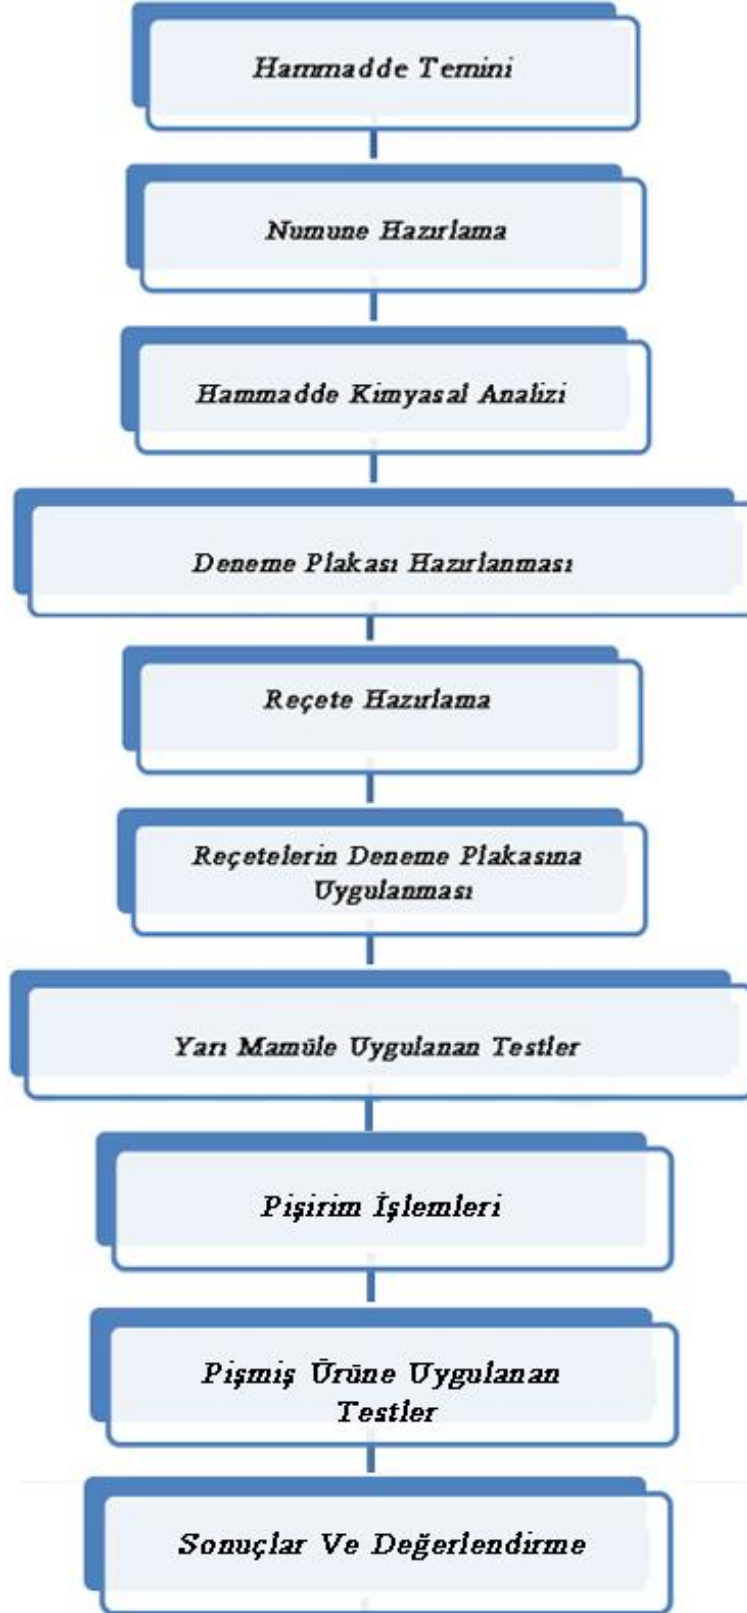 Hammadde Temini
Numune Hazırlama
Hammadde Kimyasal Analizi
Deneme Plakası Hazırlanması
Reçete Hazırlama
Reçetelerin Deneme Plakasına
Uygulanması
Yarı Mamüle Uygulanan Testler
Pişirim İşlemleri
Pişmiş Ürüne Uygulanan
Testler
Sonuçlar Ve Değerlendirme